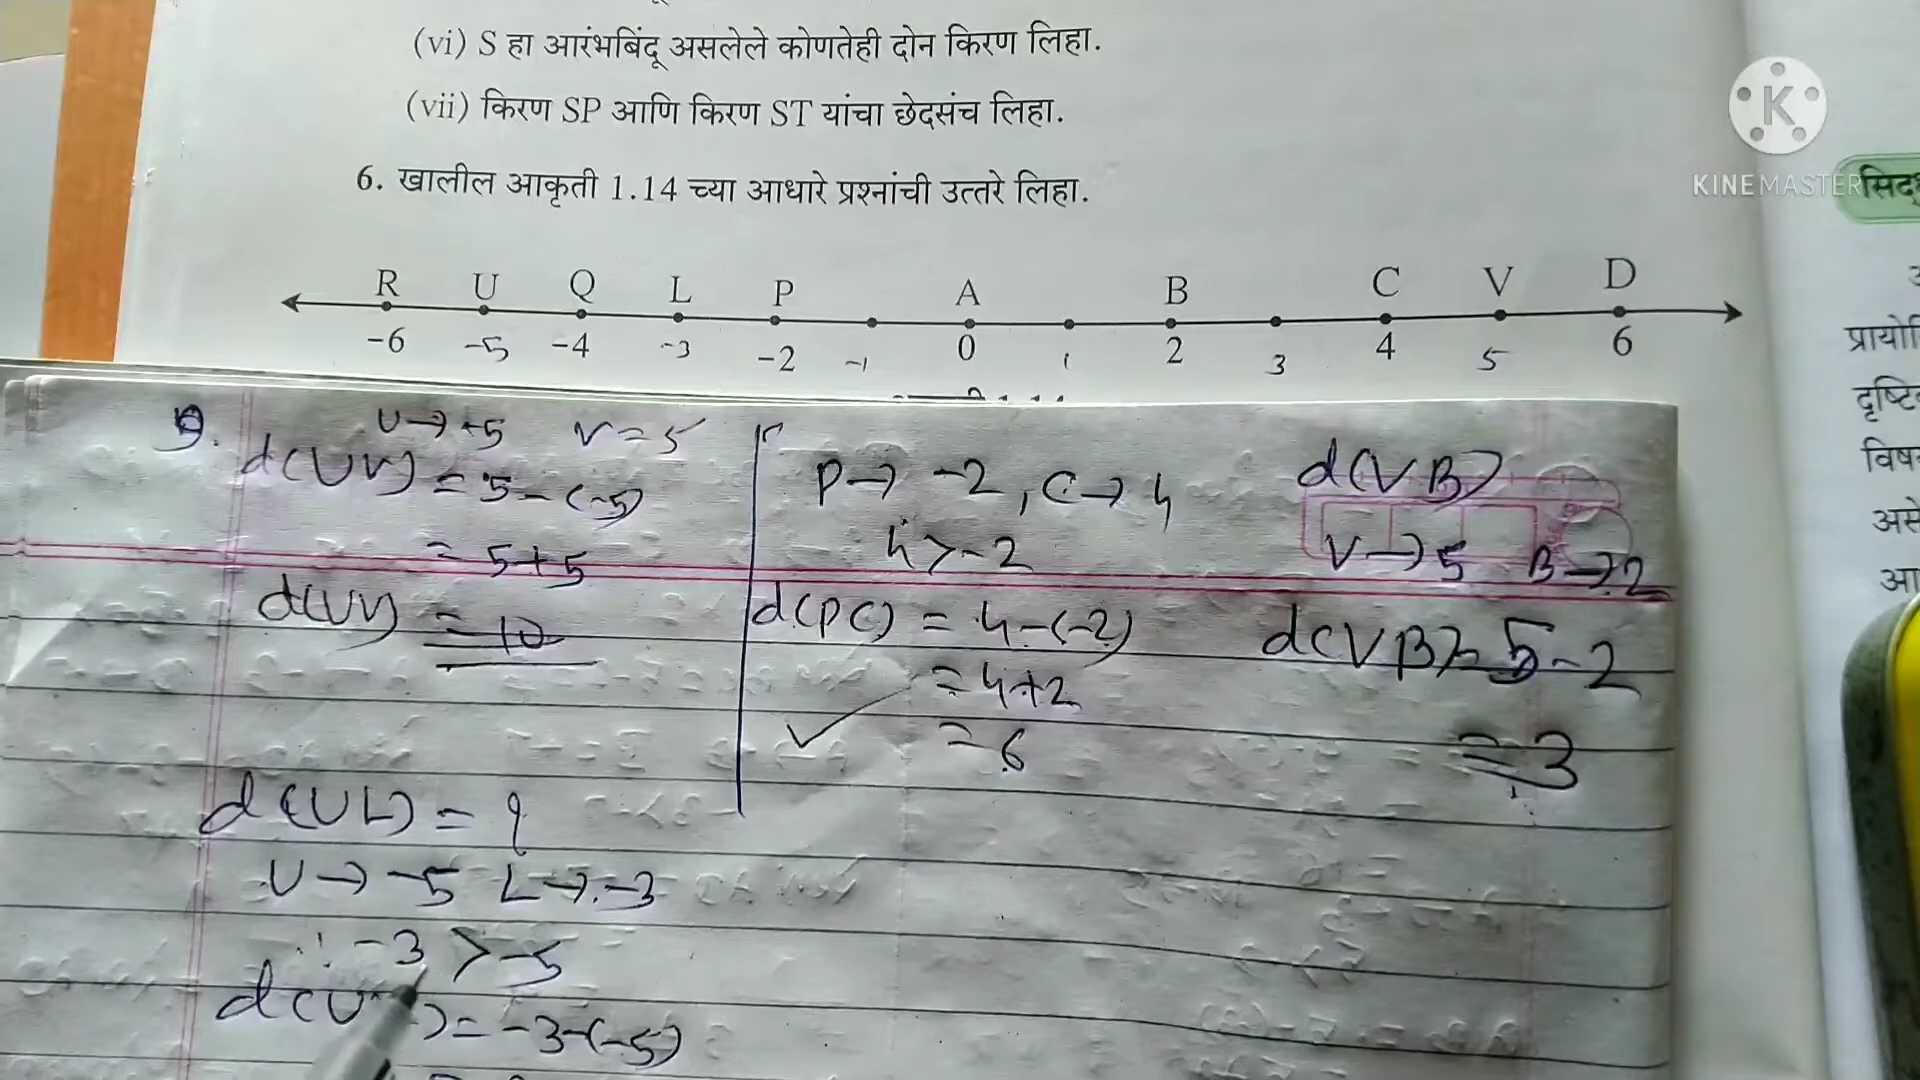 (vi) S हा आरंभबिंदू असलेले कोणतेही दोन किरण लिहा.
(vii) किरण SP आणि किरण ST यांचा छेदसंच लिहा.
K
KINEMASTER
6. खालील आकृती 1.14 च्या आधारे प्रश्नांची उत्तरे लिहा.
R U Q L P A B C V D
-6 -5 -4 -3 -2 -1 0 1 2 3 4 5 6
U→-5 V=5
d(UV) = 5-(-5)
= 5+5
d(UV) = 10
P→ -2, C→4
4>-2
d(PC) = 4-(-2)
= 4+2
= 6
d(VB)
V→5 B→2
d(VB)= 5-2
= 3
d(UL) = ?
U→ -5 L→ -3
∴ -3 > -5
d(U )= -3-(-5)
प्रायो
दृष्टि
विष
असे
आ